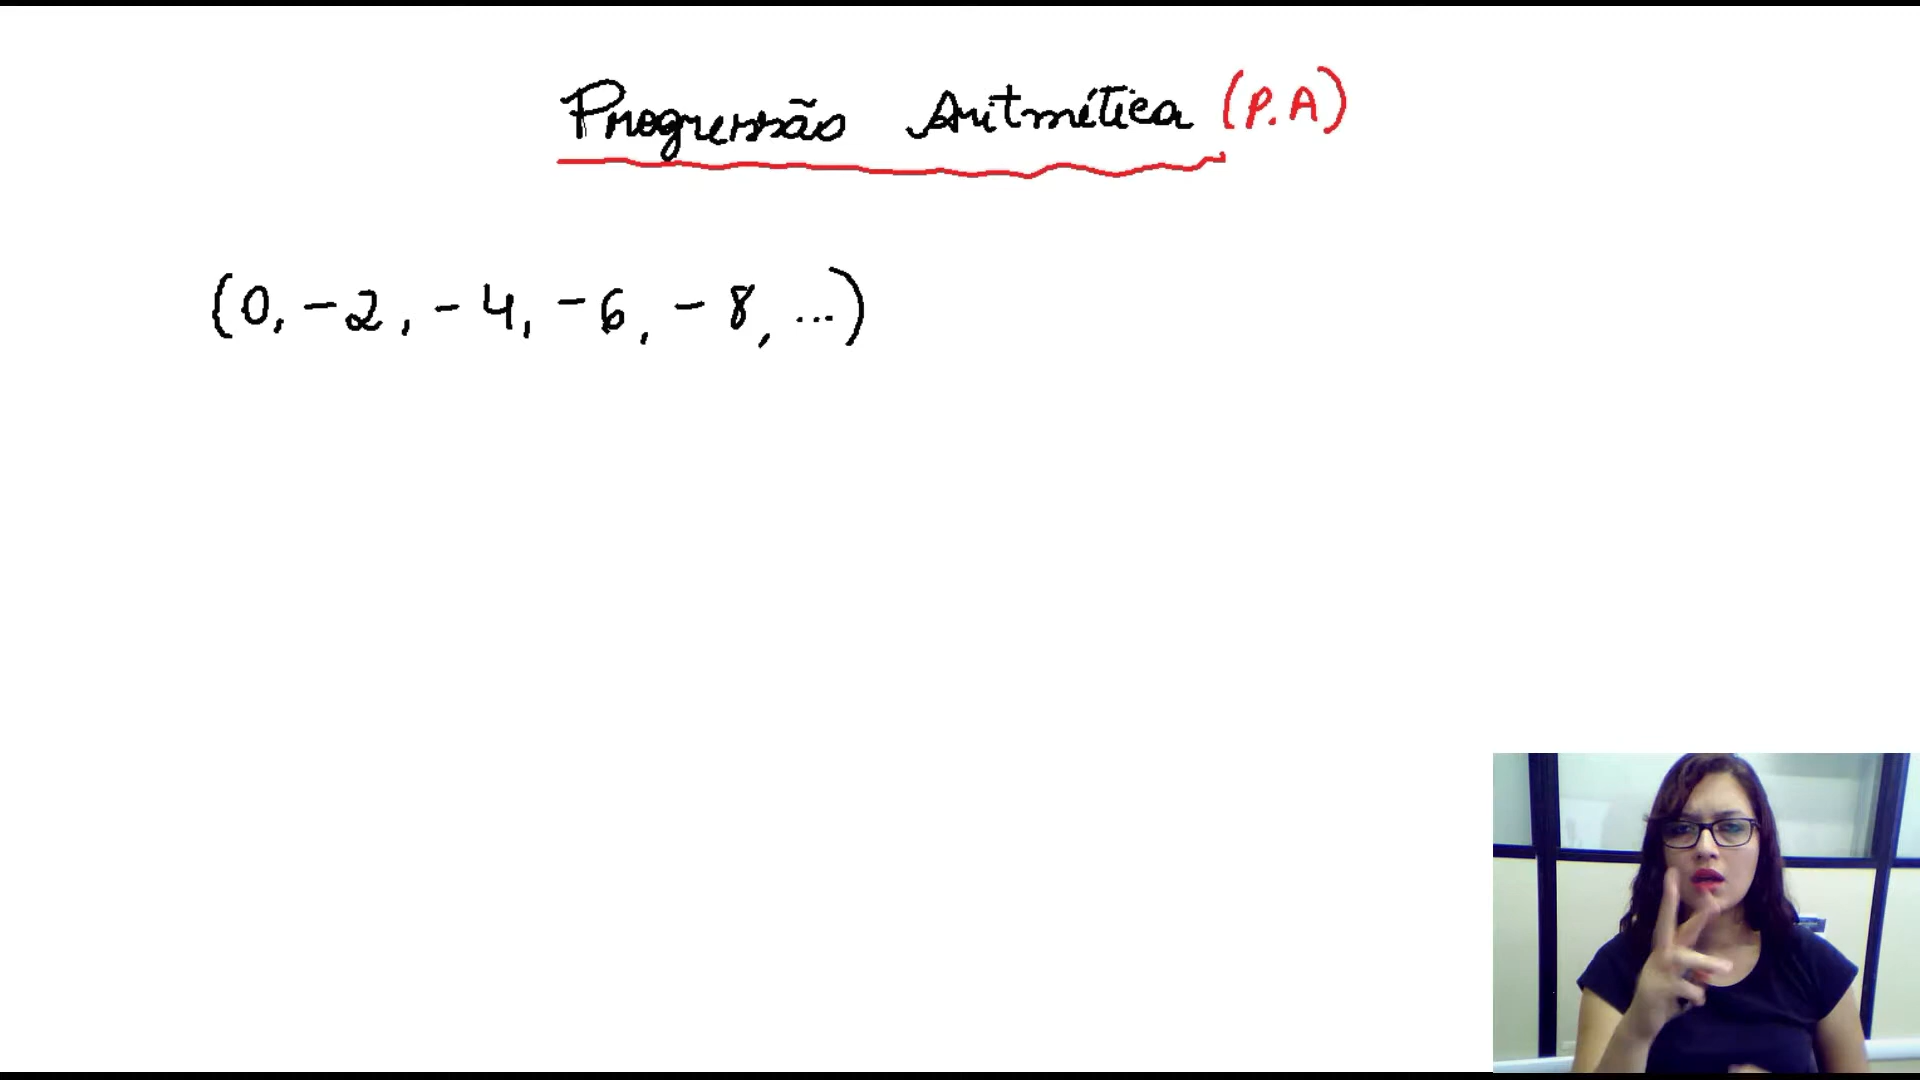 Progressão Aritmética (P.A)
(0, -2, -4, -6, -8, ...)